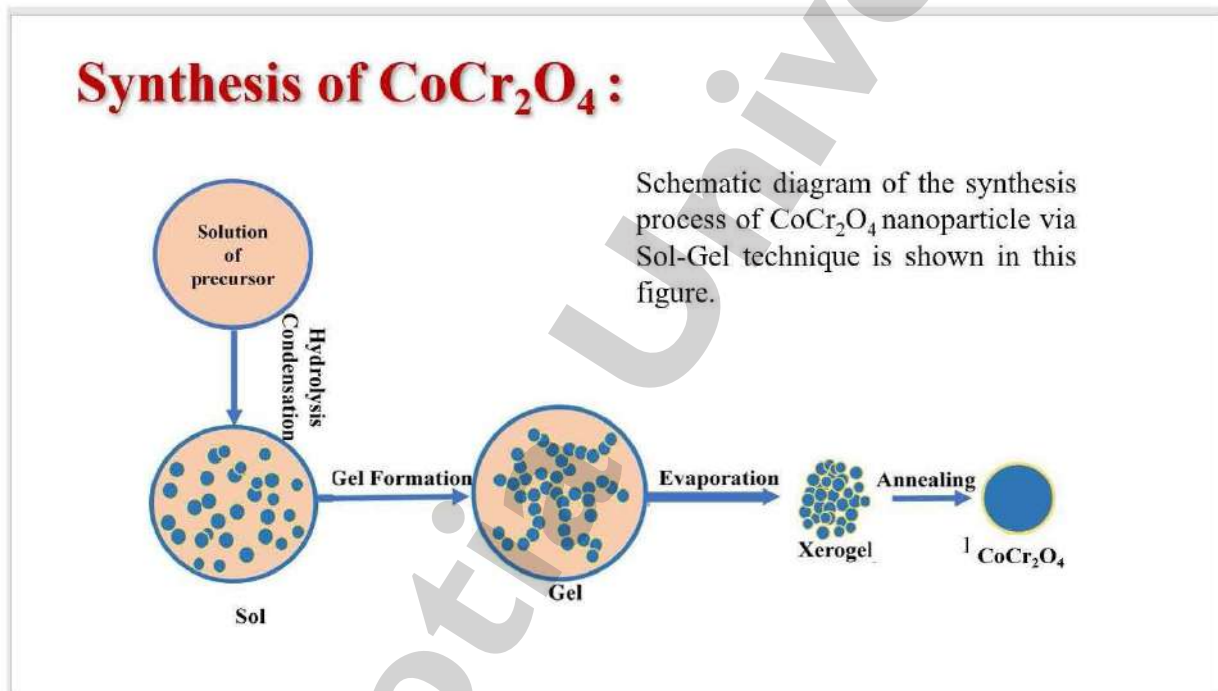 Synthesis of CoCr₂O₄ :
Schematic diagram of the synthesis
process of CoCr₂O₄ nanoparticle via
Sol-Gel technique is shown in this
figure.
Solution
of
precursor
Hydrolysis
Condensation
Sol
Gel Formation
Gel
Evaporation
Xerogel
Annealing
CoCr₂O₄